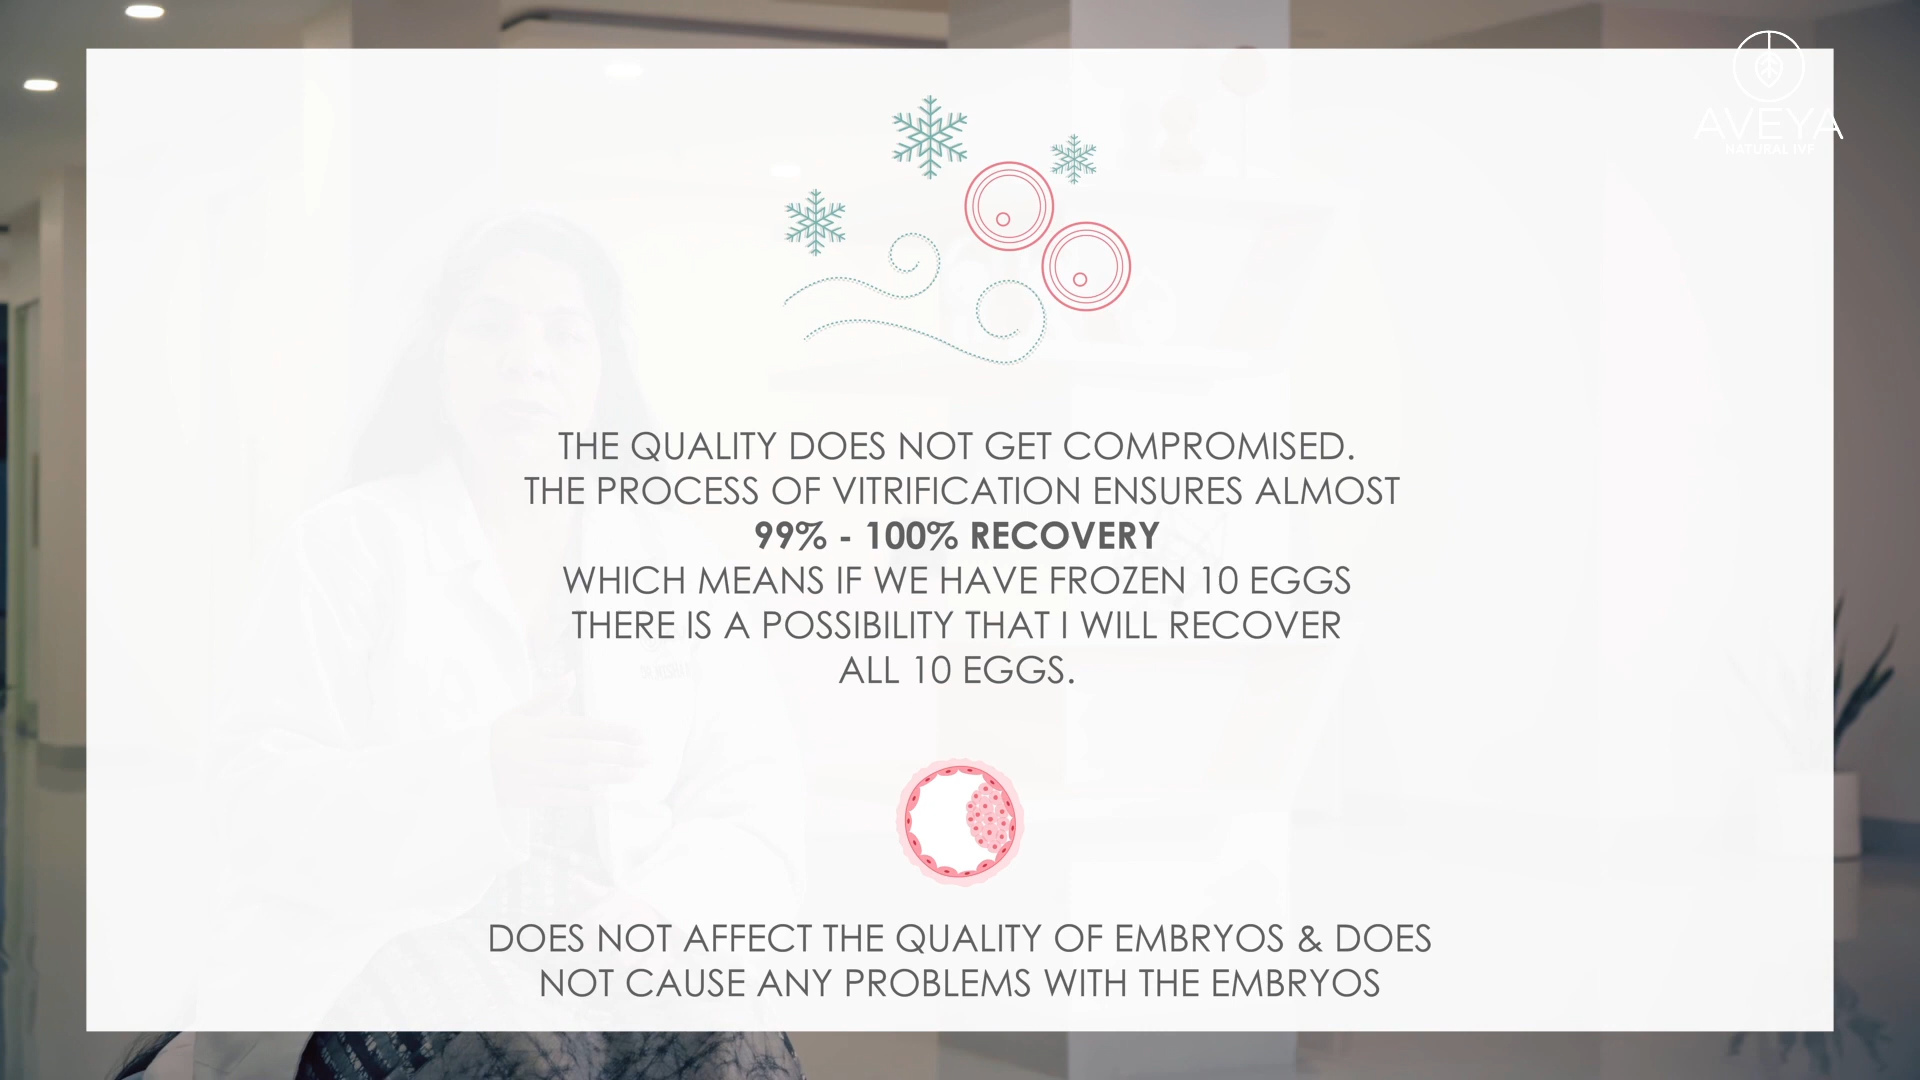 AVEYA
NATURAL IVF
THE QUALITY DOES NOT GET COMPROMISED.
THE PROCESS OF VITRIFICATION ENSURES ALMOST
99% - 100% RECOVERY
WHICH MEANS IF WE HAVE FROZEN 10 EGGS
THERE IS A POSSIBILITY THAT I WILL RECOVER
ALL 10 EGGS.
DOES NOT AFFECT THE QUALITY OF EMBRYOS & DOES
NOT CAUSE ANY PROBLEMS WITH THE EMBRYOS